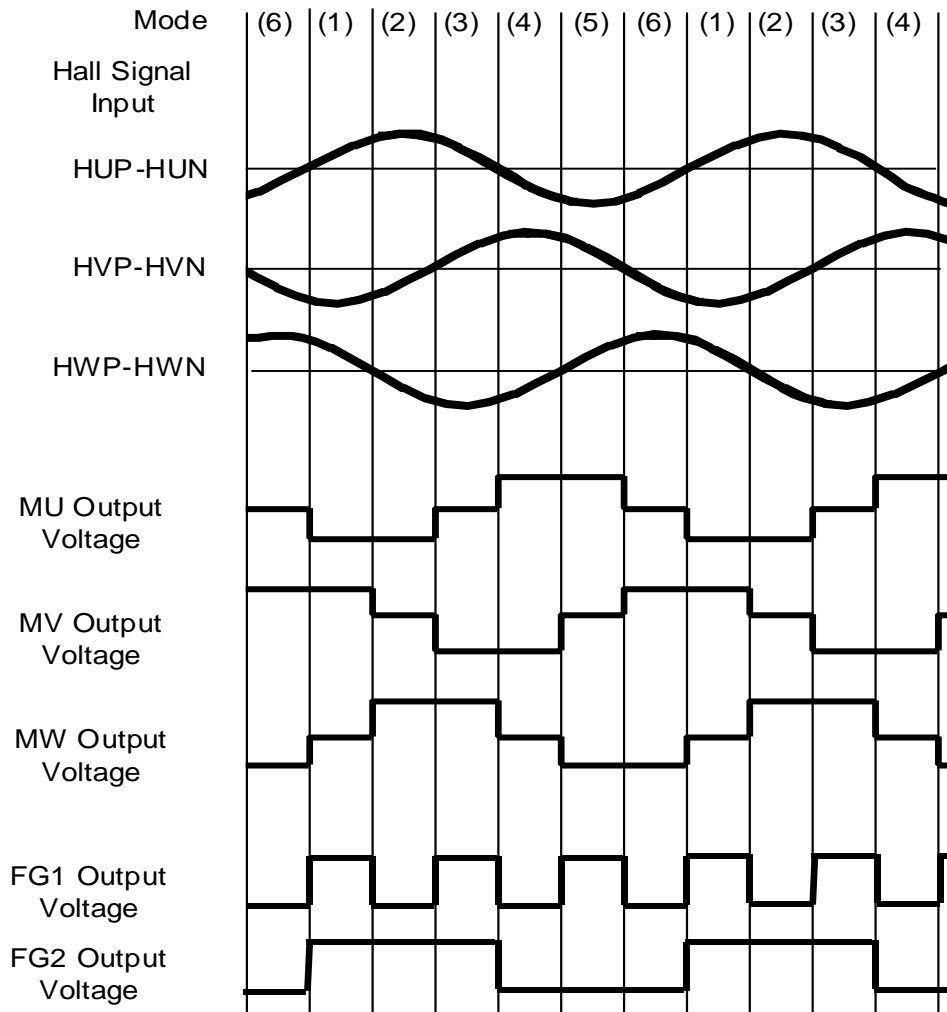 Mode (6) (1) (2) (3) (4) (5) (6) (1) (2) (3) (4)
Hall Signal
Input
HUP-HUN
HVP-HVN
HWP-HWN
MU Output
Voltage
MV Output
Voltage
MW Output
Voltage
FG1 Output
Voltage
FG2 Output
Voltage